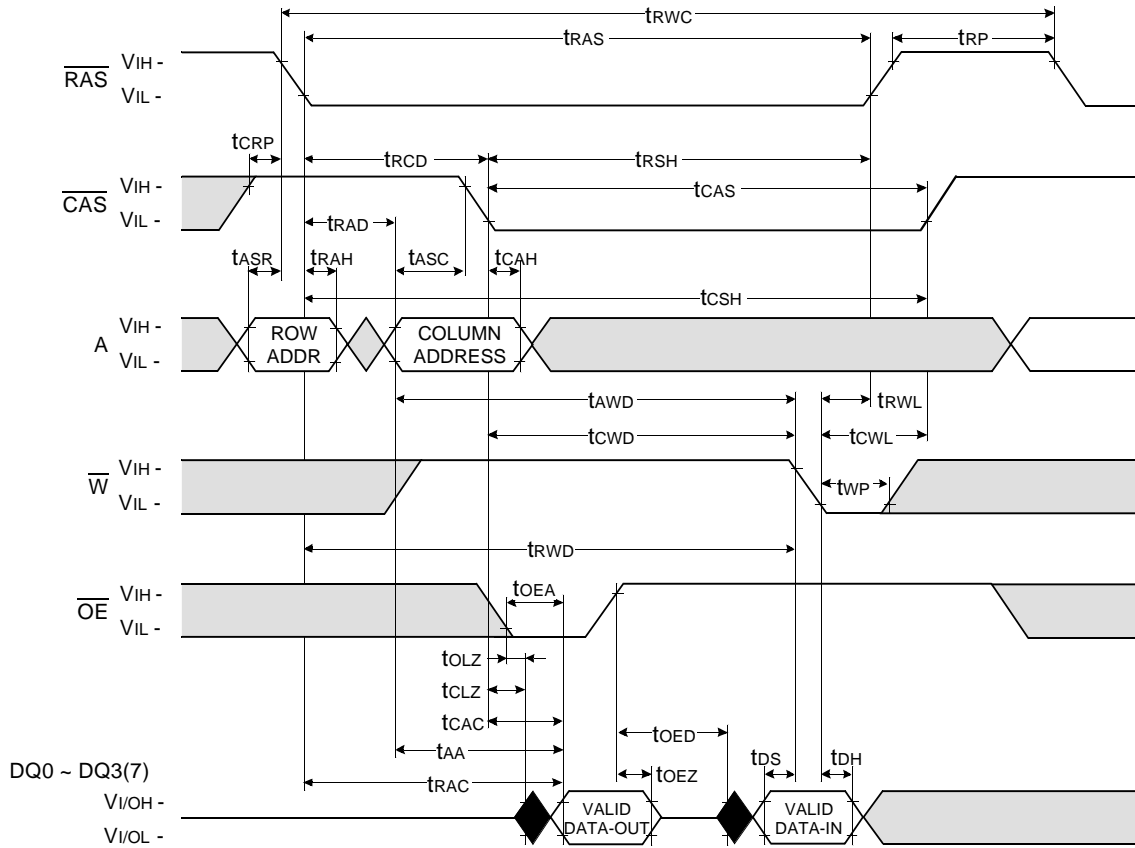 tRWC
tRAS
tRP
RAS
VIH -
VIL -
tCRP
tRCD
tRSH
CAS
VIH -
VIL -
tCAS
tRAD
tASR
tRAH
tASC
tCAH
tCSH
A
VIH -
VIL -
ROW
ADDR
COLUMN
ADDRESS
tAWD
tRWL
tCWD
tCWL
W
VIH -
VIL -
tWP
tRWD
OE
VIH -
VIL -
tOEA
tOLZ
tCLZ
tCAC
tOED
tAA
tDS
tDH
tOEZ
tRAC
DQ0 ~ DQ3(7)
VI/OH -
VI/OL -
VALID
DATA-OUT
VALID
DATA-IN